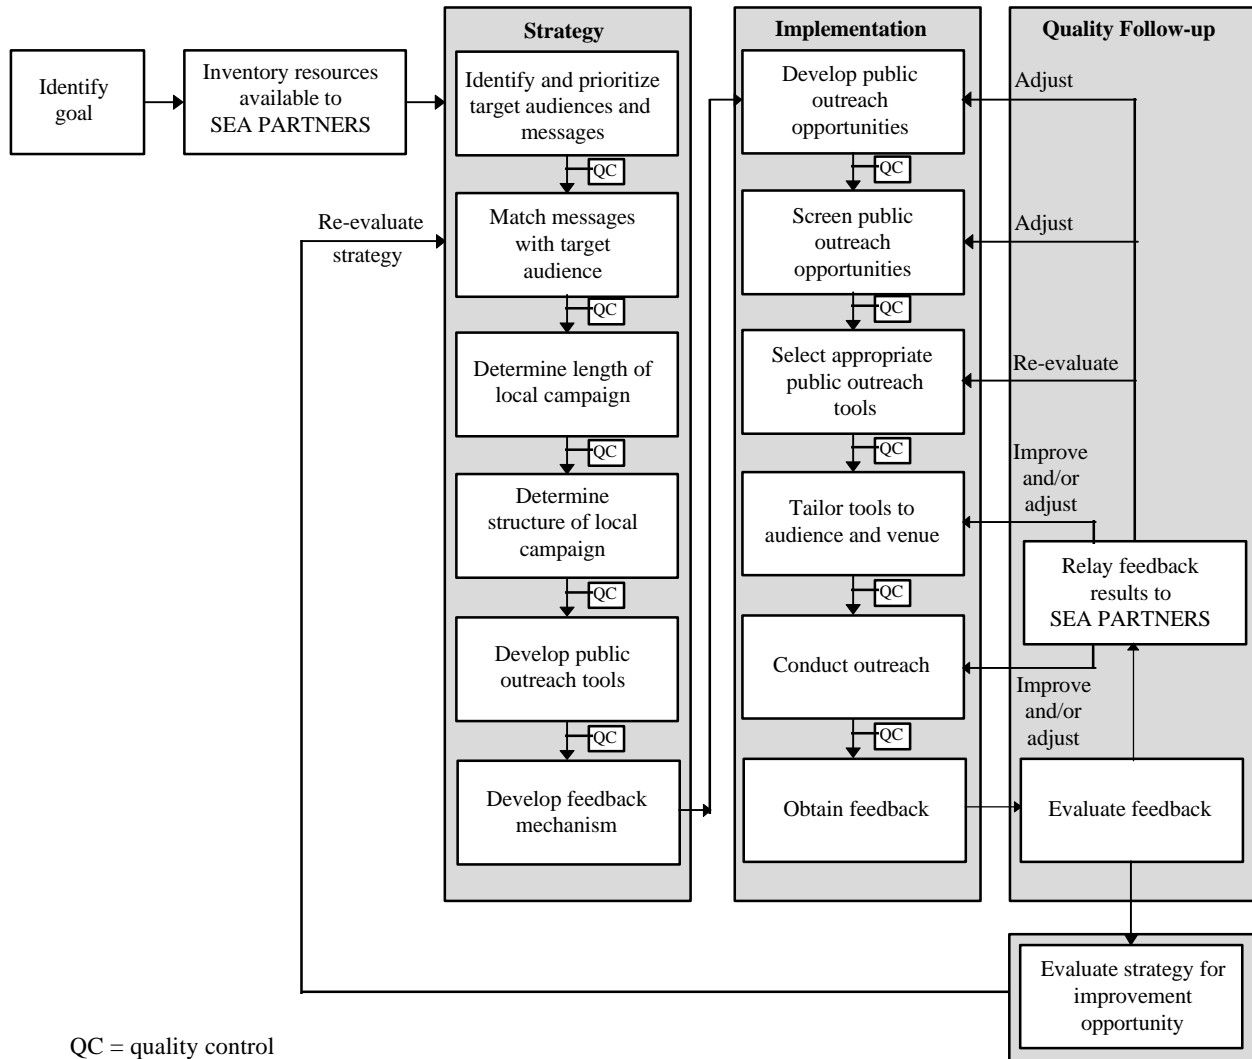 Strategy
Implementation
Quality Follow-up
Identify
goal
Inventory resources
available to
SEA PARTNERS
Identify and prioritize
target audiences and
messages
QC
Re-evaluate
strategy
Match messages
with target
audience
QC
Determine length of
local campaign
QC
Determine
structure of local
campaign
QC
Develop public
outreach tools
QC
Develop feedback
mechanism
Develop public
outreach
opportunities
QC
Screen public
outreach
opportunities
QC
Select appropriate
public outreach
tools
QC
Tailor tools to
audience and venue
QC
Conduct outreach
QC
Obtain feedback
Adjust
Adjust
Re-evaluate
Improve
and/or
adjust
Relay feedback
results to
SEA PARTNERS
Improve
and/or
adjust
Evaluate feedback
Evaluate strategy for
improvement
opportunity
QC = quality control